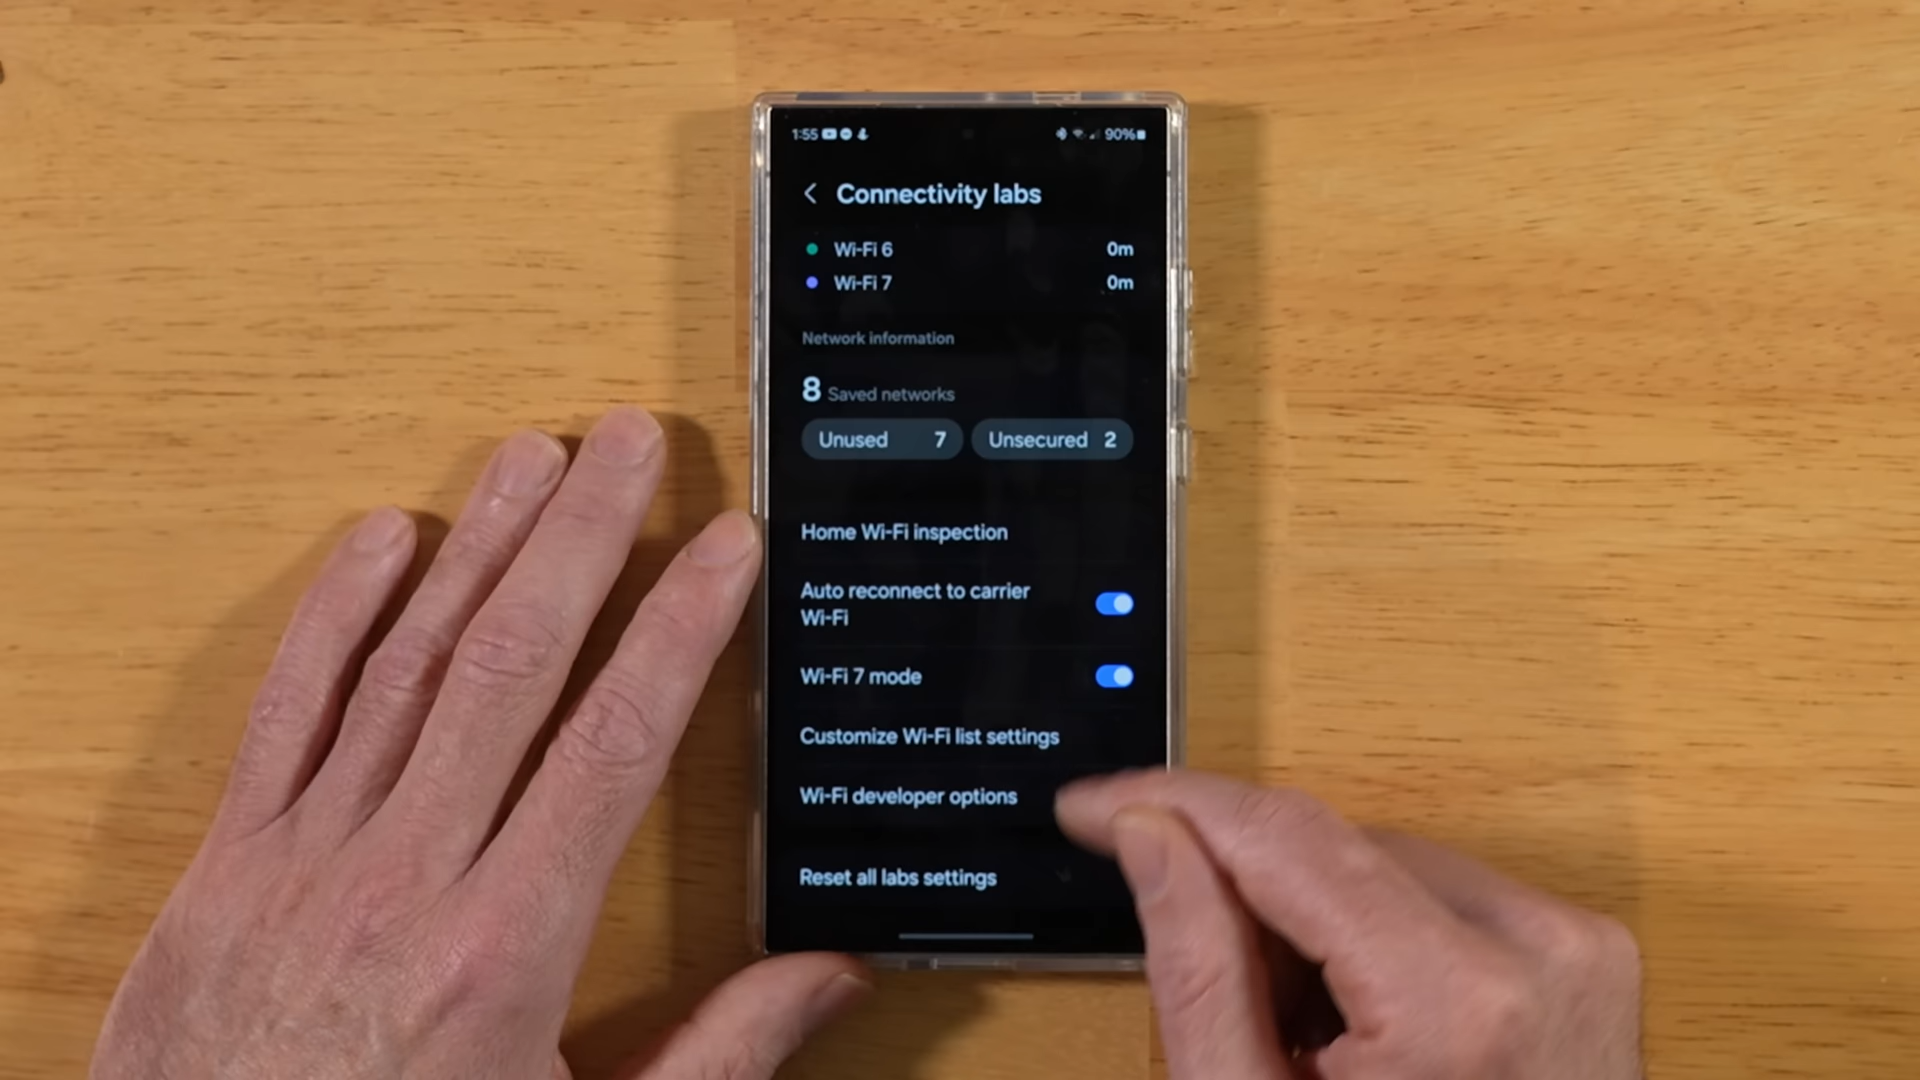 1:55 90%
Connectivity labs
Wi-Fi 6 0m
Wi-Fi 7 0m
Network information
8 Saved networks
Unused 7 Unsecured 2
Home Wi-Fi inspection
Auto reconnect to carrier
Wi-Fi
Wi-Fi 7 mode
Customize Wi-Fi list settings
Wi-Fi developer options
Reset all labs settings